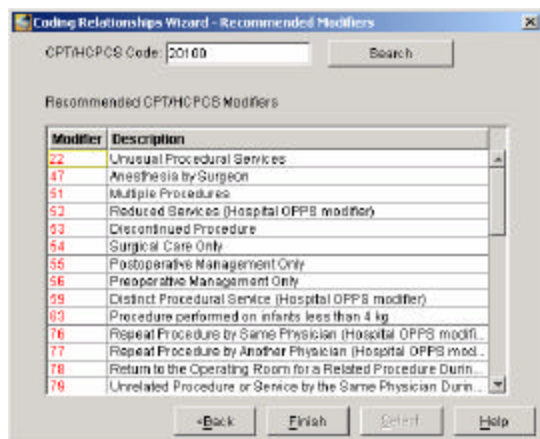 Coding Relationships Wizard - Recommended Modifiers
CPT/HCPCS Code: 20100 Search
Recommended CPT/HCPCS Modifiers
Modifier Description
22 Unusual Procedural Services
47 Anesthesia by Surgeon
51 Multiple Procedures
52 Reduced Services (Hospital OPPS modifier)
53 Discontinued Procedure
54 Surgical Care Only
55 Postoperative Management Only
56 Preoperative Management Only
59 Distinct Procedural Service (Hospital OPPS modifier)
63 Procedure performed on infants less than 4 kg
76 Repeat Procedure by Same Physician (Hospital OPPS modifi...
77 Repeat Procedure by Another Physician (Hospital OPPS mod...
78 Return to the Operating Room for a Related Procedure Durin...
79 Unrelated Procedure or Service by the Same Physician Durin...
<Back Finish Select Help